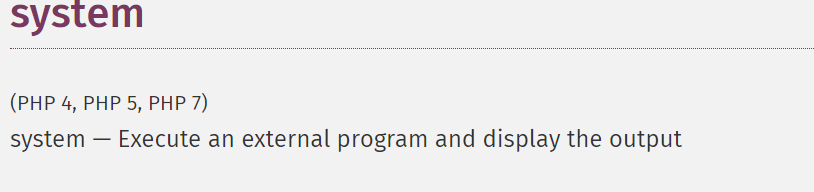 system
(PHP 4, PHP 5, PHP 7)
system — Execute an external program and display the output